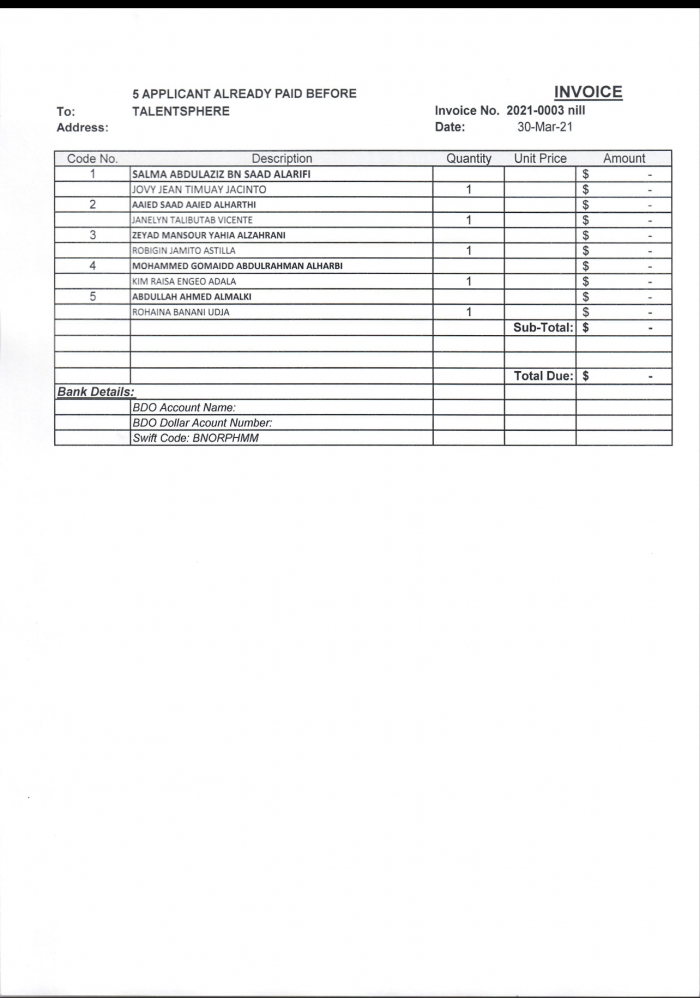 5 APPLICANT ALREADY PAID BEFORE INVOICE
To: TALENTSPHERE Invoice No. 2021-0003 nill
Address: Date: 30-Mar-21
Code No. Description Quantity Unit Price Amount
1 SALMA ABDULAZIZ BN SAAD ALARIFI $ -
JOVY JEAN TIMUAY JACINTO 1 $ -
2 AAIED SAAD AAIED ALHARTHI $ -
JANELYN TALIBUTAB VICENTE 1 $ -
3 ZEYAD MANSOUR YAHIA ALZAHRANI $ -
ROBIGIN JAMITO ASTILLA 1 $ -
4 MOHAMMED GOMAIDD ABDULRAHMAN ALHARBI $ -
KIM RAISA ENGEO ADALA 1 $ -
5 ABDULLAH AHMED ALMALKI $ -
ROHAINA BANANI UDJA 1 $ -
Sub-Total: $ -
Total Due: $ -
Bank Details:
BDO Account Name:
BDO Dollar Acount Number:
Swift Code: BNORPHMM